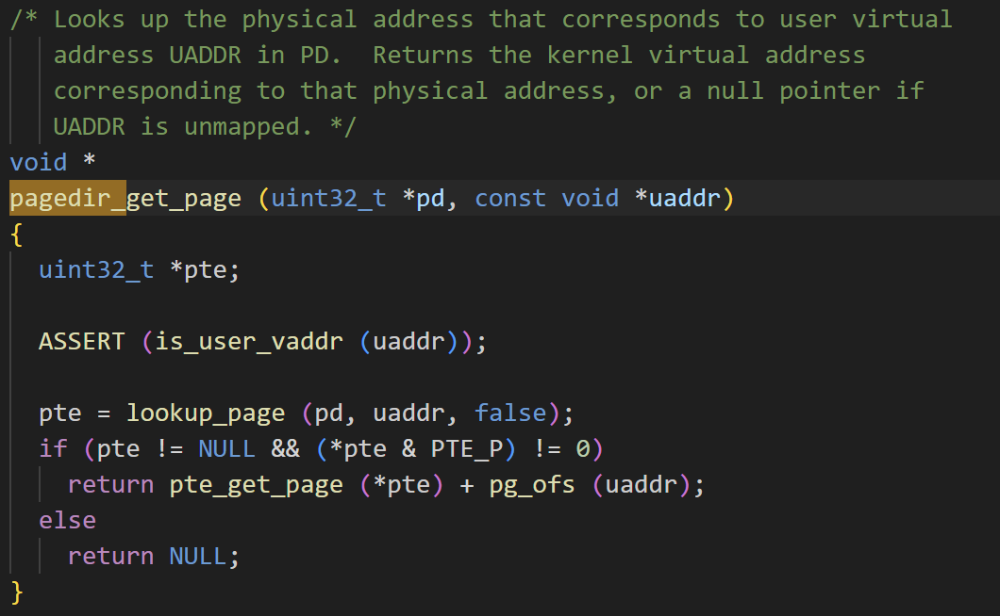 /* Looks up the physical address that corresponds to user virtual
   address UADDR in PD.  Returns the kernel virtual address
   corresponding to that physical address, or a null pointer if
   UADDR is unmapped. */
void *
pagedir_get_page (uint32_t *pd, const void *uaddr)
{
  uint32_t *pte;

  ASSERT (is_user_vaddr (uaddr));

  pte = lookup_page (pd, uaddr, false);
  if (pte != NULL && (*pte & PTE_P) != 0)
    return pte_get_page (*pte) + pg_ofs (uaddr);
  else
    return NULL;
}